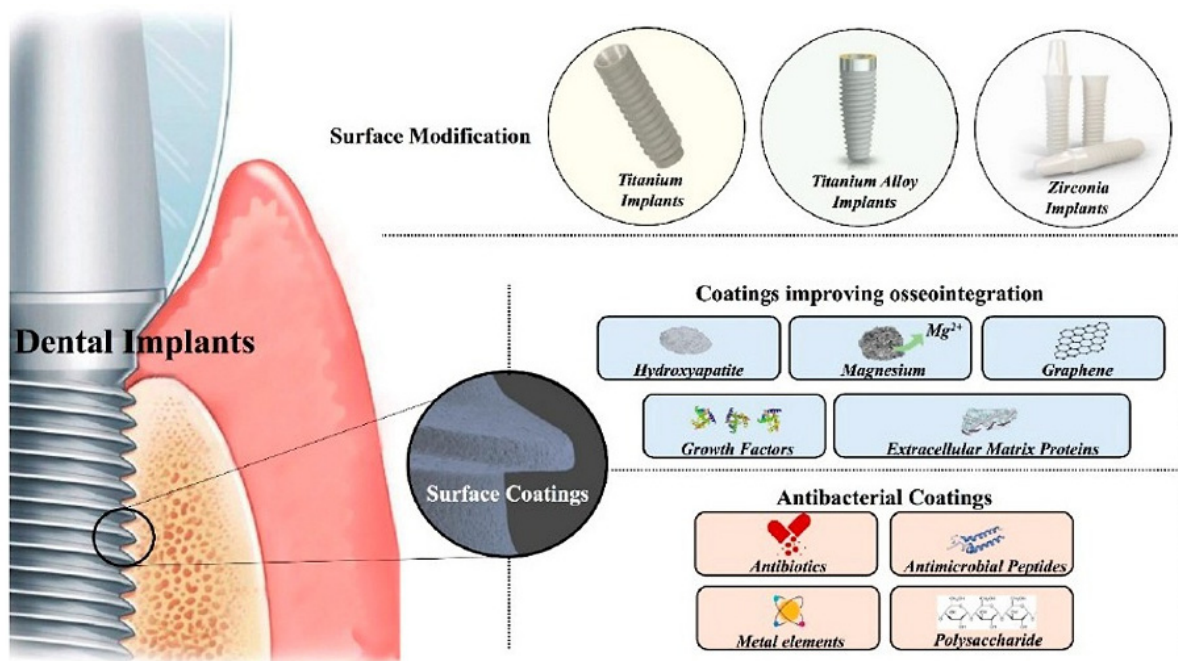 Surface Modification
Titanium
Implants
Titanium Alloy
Implants
Zirconia
Implants
Dental Implants
Surface Coatings
Coatings improving osseointegration
Hydroxyapatite
Mg2+
Magnesium
Graphene
Growth Factors
Extracellular Matrix Proteins
Antibacterial Coatings
Antibiotics
Antimicrobial Peptides
Metal elements
Polysaccharide